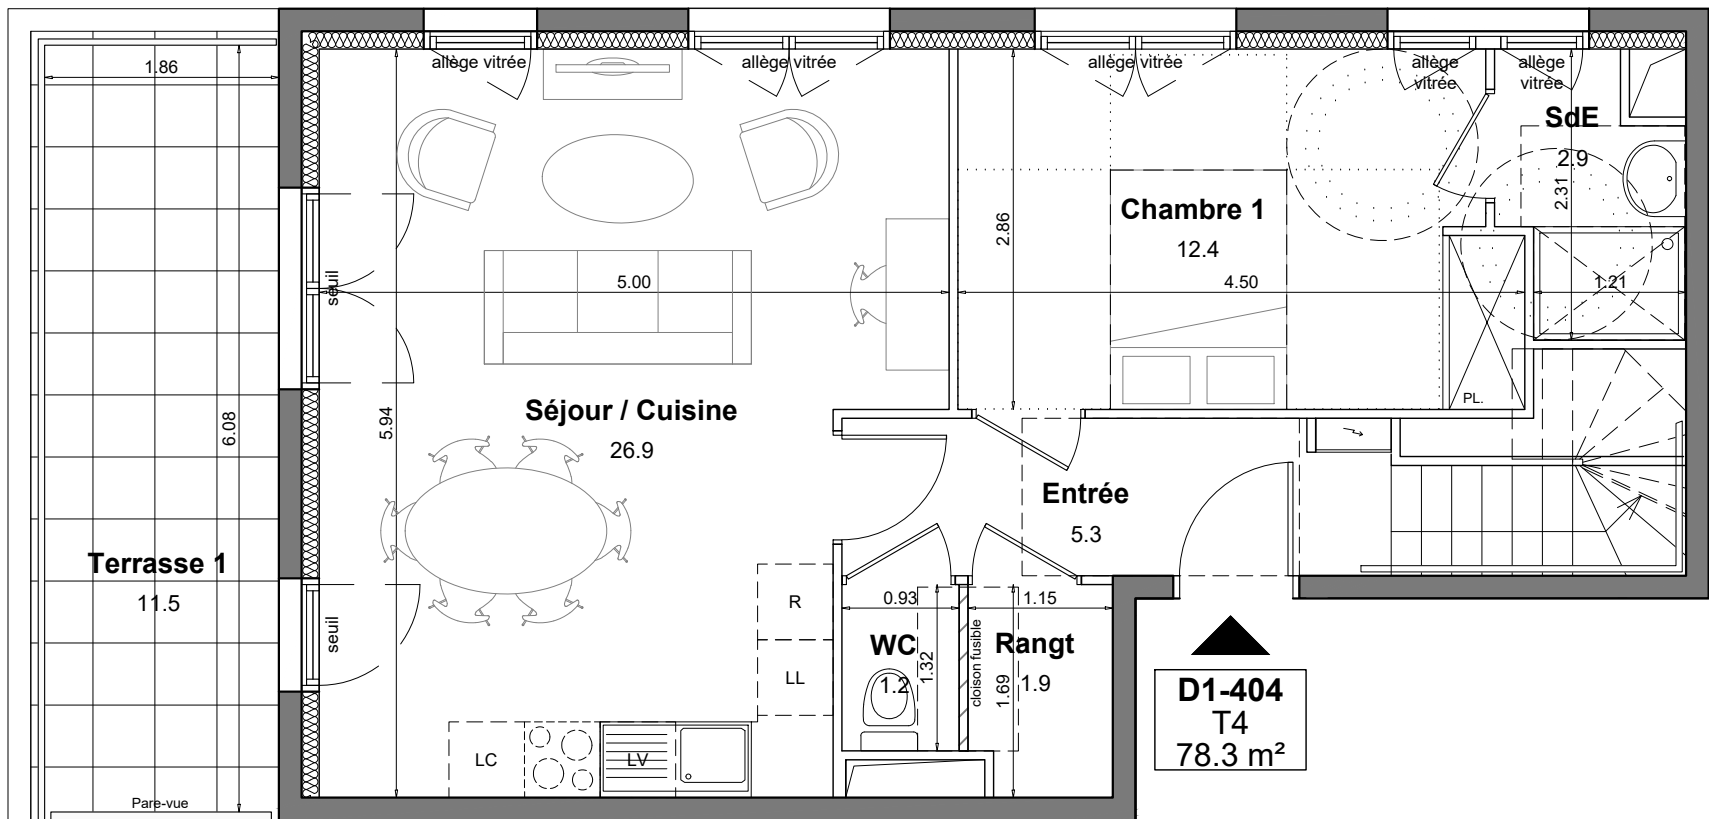 allège vitrée
allège vitrée
allège vitrée
allège
vitrée
allège
vitrée
1.86
SdE
2.9
2.31
Chambre 1
12.4
2.86
seuil
5.00
4.50
1.21
PL.
Séjour / Cuisine
26.9
5.94
6.08
Entrée
5.3
Terrasse 1
11.5
seuil
R
LL
LC
LV
0.93
WC
1.2
1.32
cloison fusible
1.15
Rangt
1.9
1.69
D1-404
T4
78.3 m²
Pare-vue